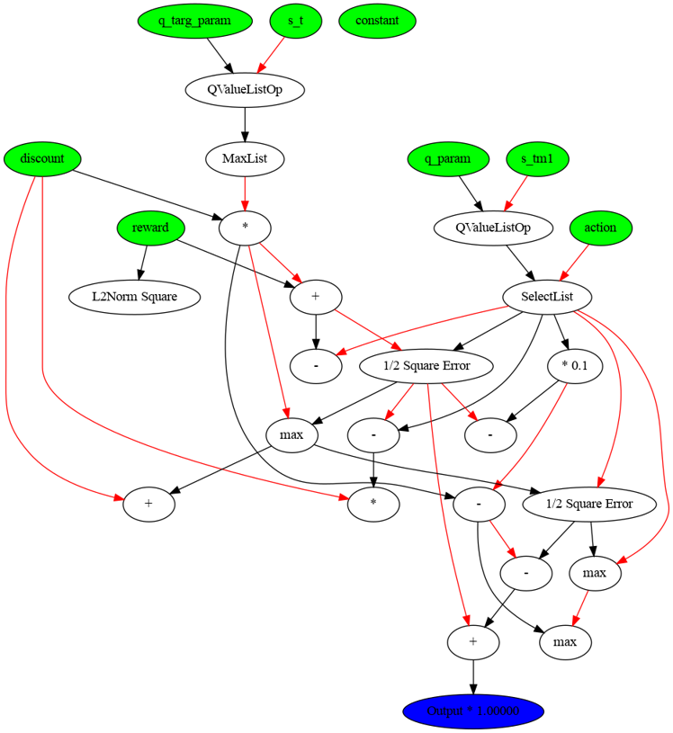 q_targ_param
s_t
constant
QValueListOp
discount
MaxList
q_param
s_tm1
reward
*
QValueListOp
action
L2Norm Square
+
SelectList
-
1/2 Square Error
* 0.1
max
-
-
+
*
-
1/2 Square Error
-
max
+
max
Output * 1.00000